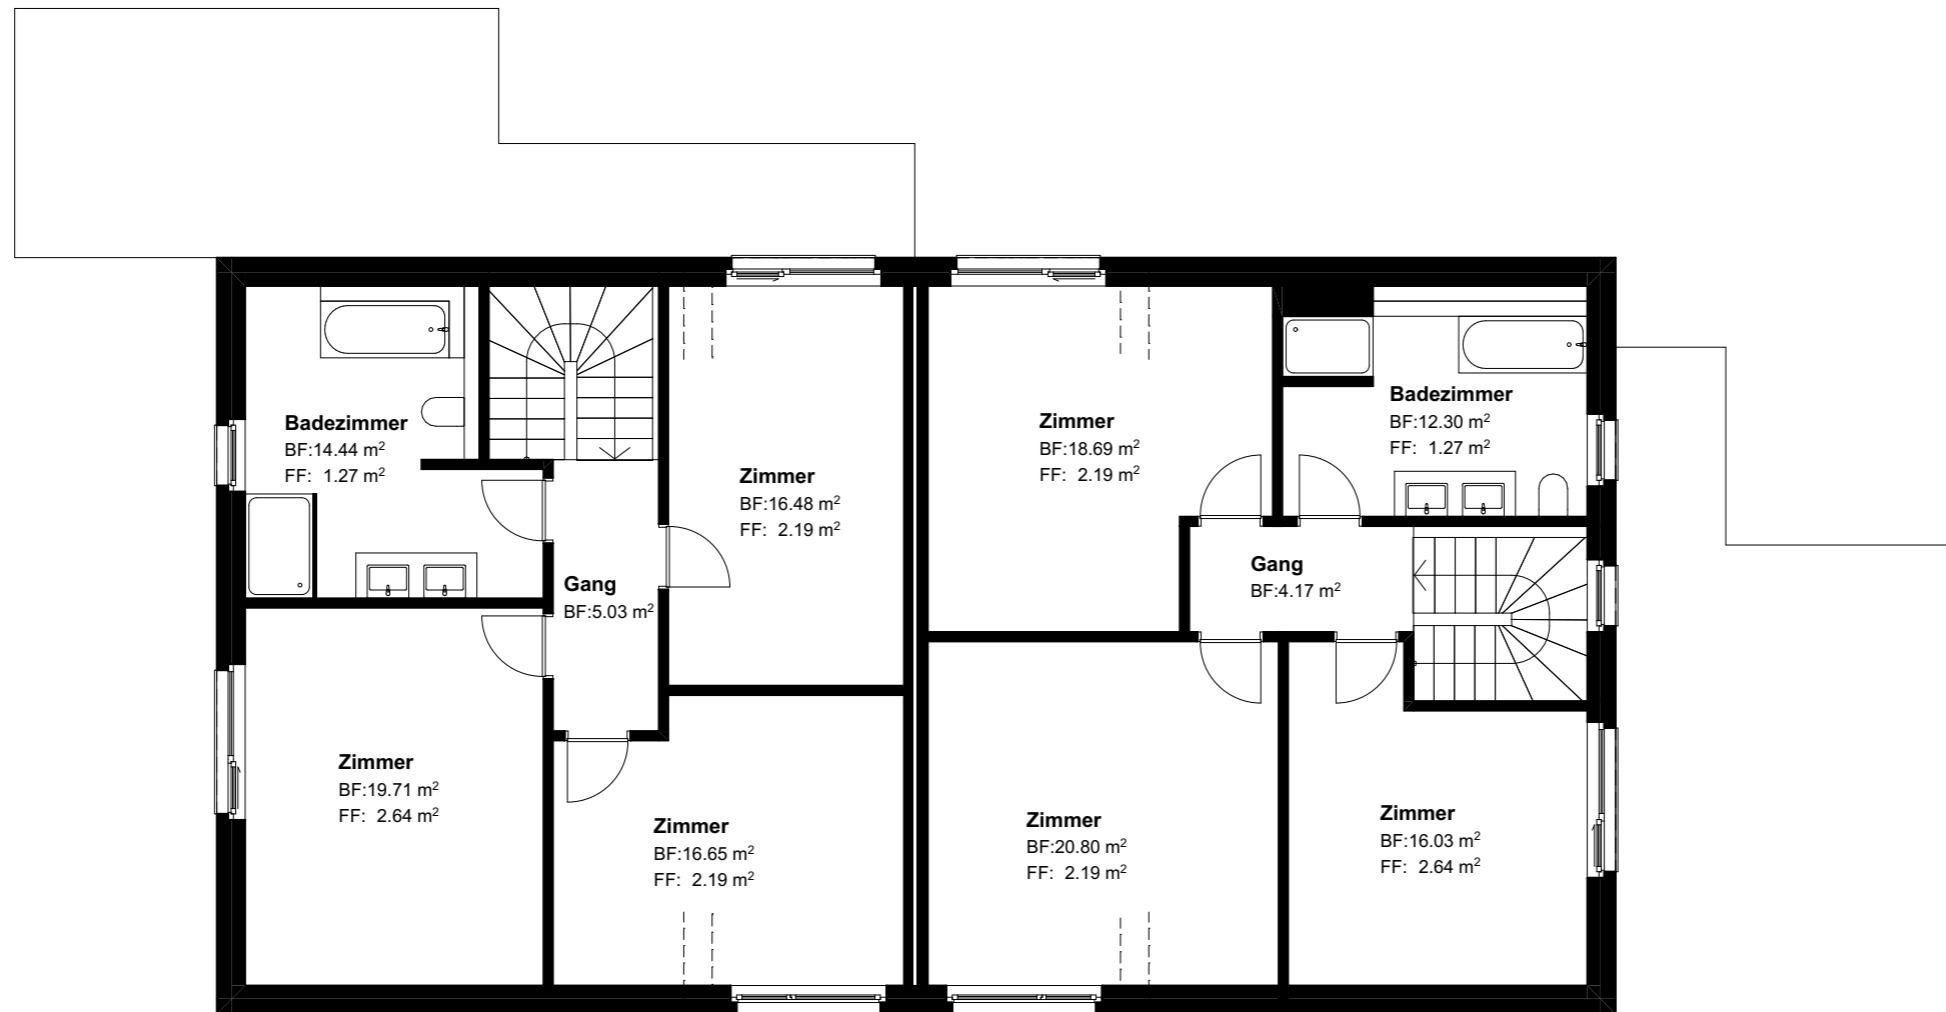 Badezimmer
BF:14.44 m²
FF: 1.27 m²
Zimmer
BF:16.48 m²
FF: 2.19 m²
Zimmer
BF:18.69 m²
FF: 2.19 m²
Badezimmer
BF:12.30 m²
FF: 1.27 m²
Gang
BF:5.03 m²
Gang
BF:4.17 m²
Zimmer
BF:19.71 m²
FF: 2.64 m²
Zimmer
BF:16.65 m²
FF: 2.19 m²
Zimmer
BF:20.80 m²
FF: 2.19 m²
Zimmer
BF:16.03 m²
FF: 2.64 m²